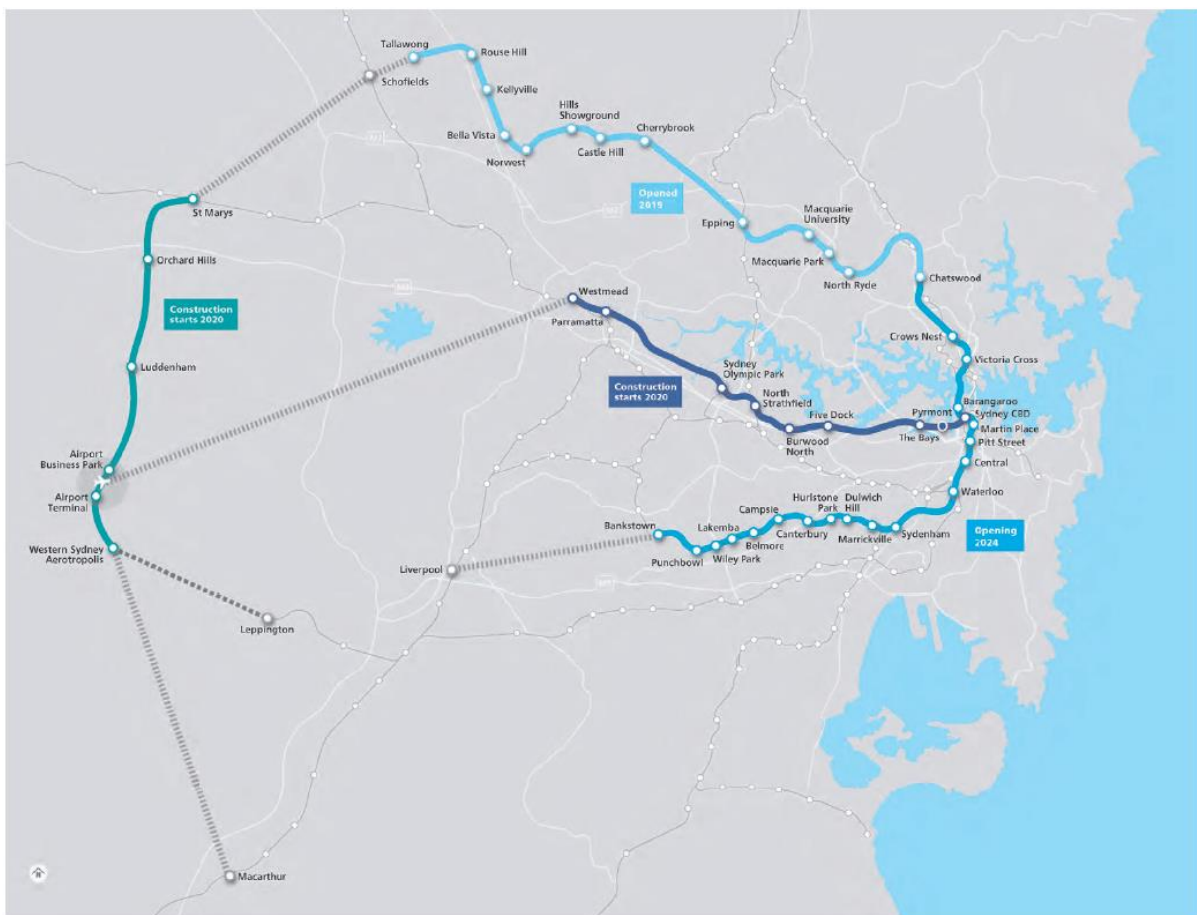 Tallawong
Rouse Hill
Schofields
Kellyville
Hills
Showground
Cherrybrook
Bella Vista
Castle Hill
Norwest
Opened
2019
St Marys
Macquarie
University
Epping
Orchard Hills
Macquarie Park
North Ryde
Chatswood
Westmead
Construction
starts 2020
Parramatta
Crows Nest
Victoria Cross
Luddenham
Sydney
Olympic Park
Construction
starts 2020
North
Strathfield
Barangaroo
Pyrmont
Sydney CBD
Five Dock
Martin Place
The Bays
Burwood
North
Pitt Street
Airport
Business Park
Central
Airport
Terminal
Waterloo
Hurlstone
Park
Dulwich
Hill
Campsie
Bankstown
Lakemba
Canterbury
Sydenham
Opening
2024
Belmore
Marrickville
Western Sydney
Aerotropolis
Punchbowl
Wiley Park
Liverpool
Leppington
Macarthur